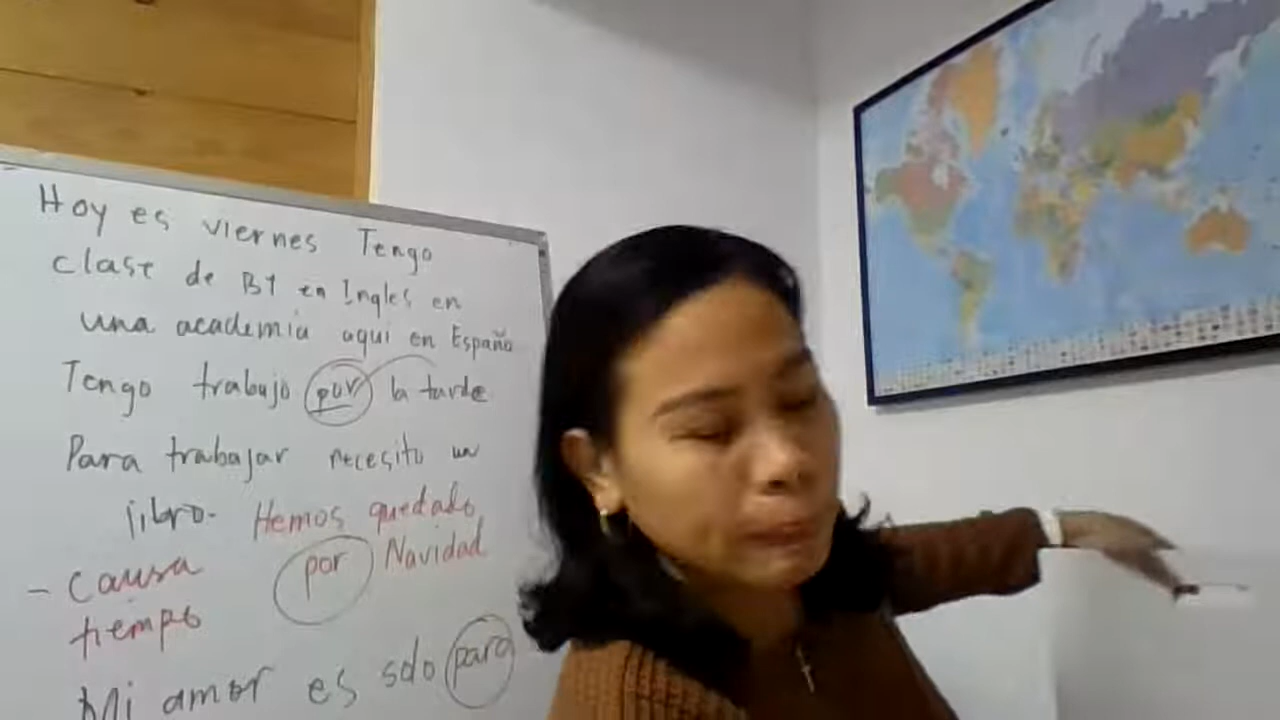 Hoy es viernes Tengo
clase de B1 en Ingles en
una academia aqui en España
Tengo trabajo por la tarde
Para trabajar necesito un
libro. Hemos quedado
- Causa por Navidad
tiempo
Mi amor es solo para